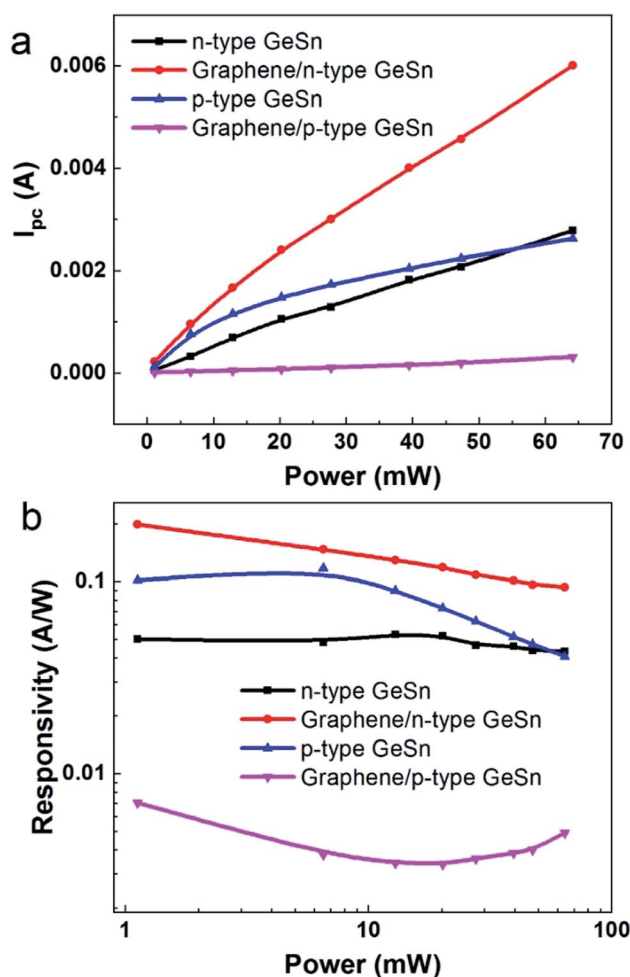 a
n-type GeSn
Graphene/n-type GeSn
p-type GeSn
Graphene/p-type GeSn
0.006
0.004
0.002
0.000
I_pc (A)
0 10 20 30 40 50 60 70
Power (mW)
b
0.1
0.01
Responsivity (A/W)
n-type GeSn
Graphene/n-type GeSn
p-type GeSn
Graphene/p-type GeSn
1 10 100
Power (mW)